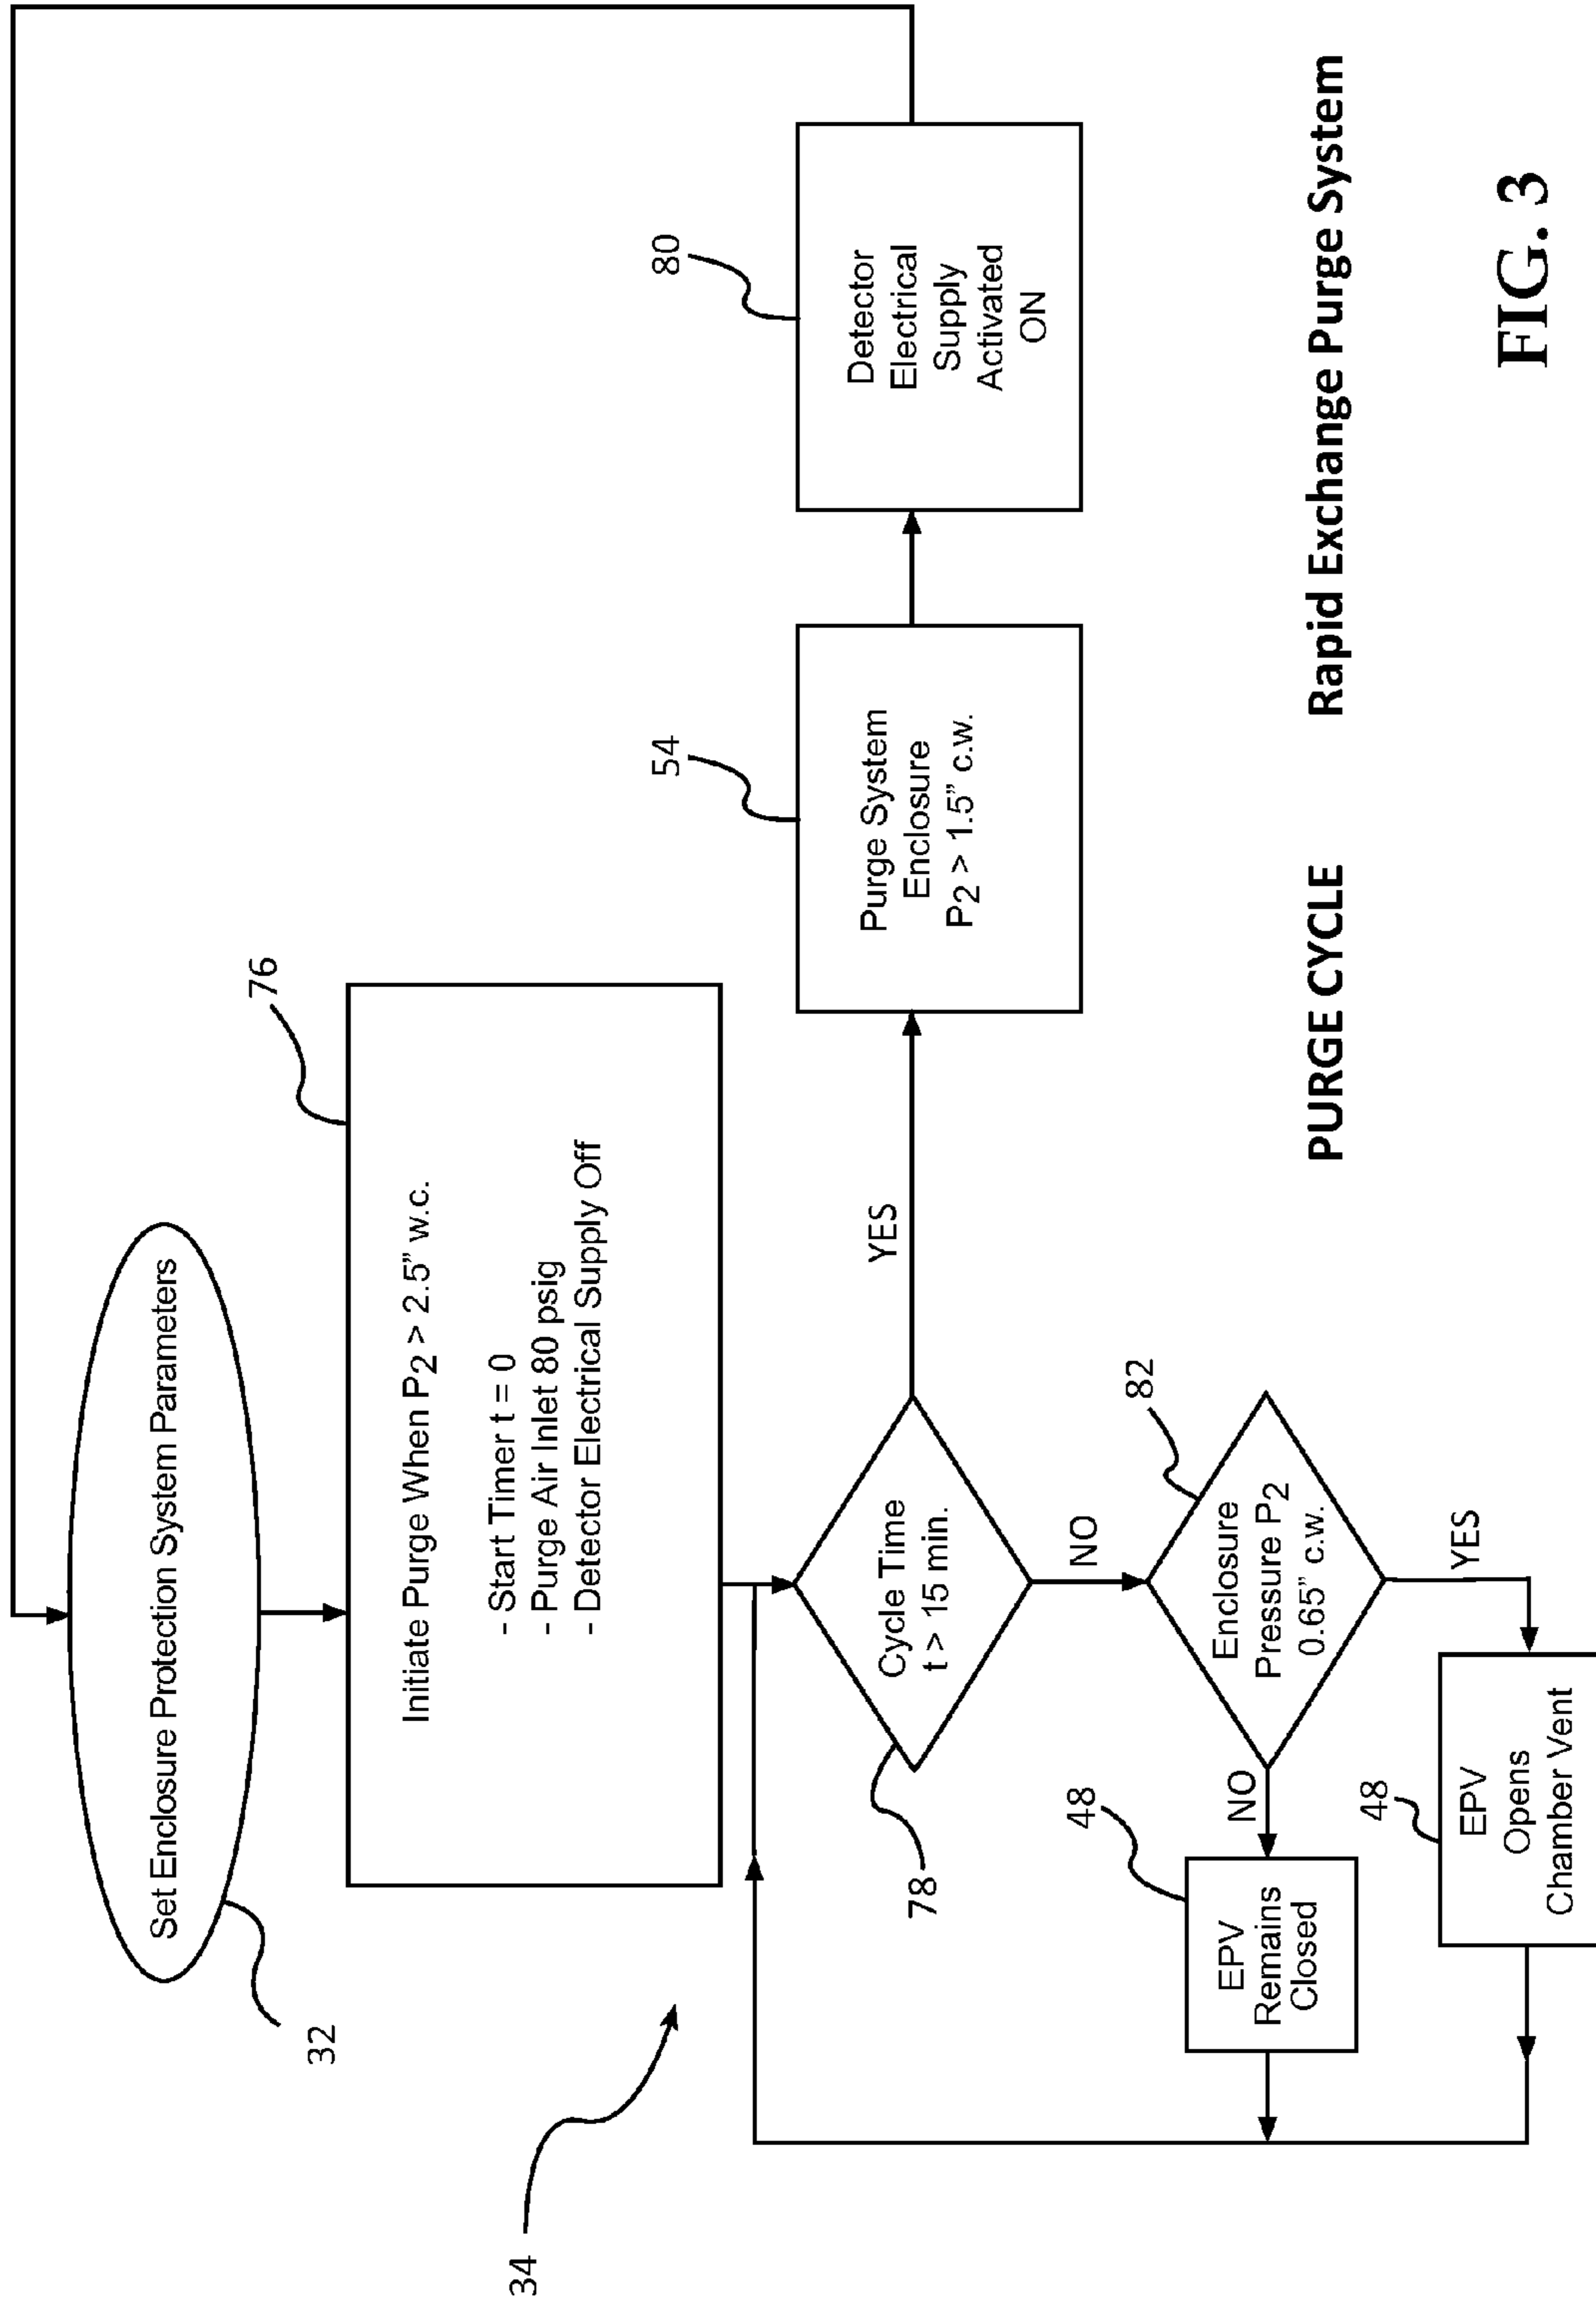 Set Enclosure Protection System Parameters
32
76
Initiate Purge When P2 > 2.5” w.c.
- Start Timer t = 0
- Purge Air Inlet 80 psig
- Detector Electrical Supply Off
34
78
Cycle Time
t > 15 min.
YES
54
Purge System
Enclosure
P2 > 1.5” c.w.
80
Detector
Electrical
Supply
Activated
ON
NO
82
Enclosure
Pressure P2
0.65” c.w.
NO
48
EPV
Remains
Closed
YES
48
EPV
Opens
Chamber Vent
PURGE CYCLE
Rapid Exchange Purge System
FIG. 3